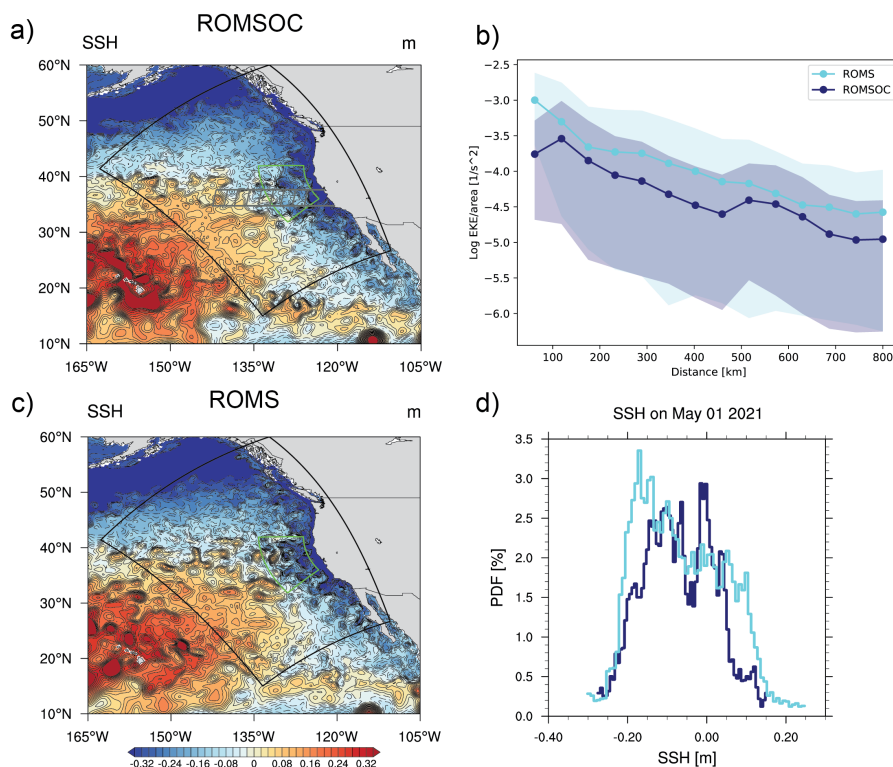 a)
ROMSOC
SSH
m
60°N
50°N
40°N
30°N
20°N
10°N
165°W
150°W
135°W
120°W
105°W
b)
ROMS
ROMSOC
−2.5
−3.0
−3.5
−4.0
−4.5
−5.0
−5.5
−6.0
Log EKE/area [1/s^2]
100
200
300
400
500
600
700
800
Distance [km]
c)
ROMS
SSH
m
60°N
50°N
40°N
30°N
20°N
10°N
165°W
150°W
135°W
120°W
105°W
-0.32 -0.24 -0.16 -0.08 0 0.08 0.16 0.24 0.32
d)
SSH on May 01 2021
3.5
3.0
2.5
2.0
1.5
1.0
0.5
0.0
PDF [%]
-0.40
-0.20
0.00
0.20
SSH [m]